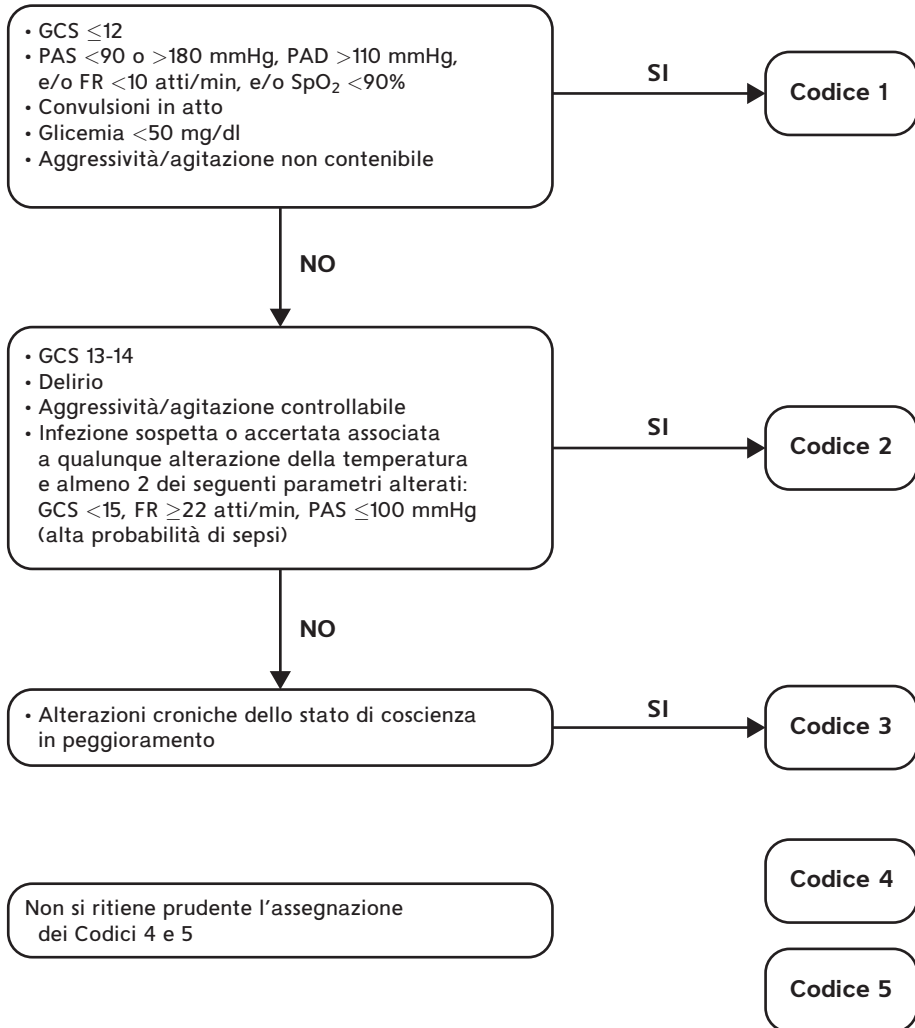 • GCS ≤12
• PAS <90 o >180 mmHg, PAD >110 mmHg,
e/o FR <10 atti/min, e/o SpO₂ <90%
• Convulsioni in atto
• Glicemia <50 mg/dl
• Aggressività/agitazione non contenibile
SI
Codice 1
NO
• GCS 13-14
• Delirio
• Aggressività/agitazione controllabile
• Infezione sospetta o accertata associata
a qualunque alterazione della temperatura
e almeno 2 dei seguenti parametri alterati:
GCS <15, FR ≥22 atti/min, PAS ≤100 mmHg
(alta probabilità di sepsi)
SI
Codice 2
NO
• Alterazioni croniche dello stato di coscienza
in peggioramento
SI
Codice 3
Codice 4
Non si ritiene prudente l’assegnazione
dei Codici 4 e 5
Codice 5